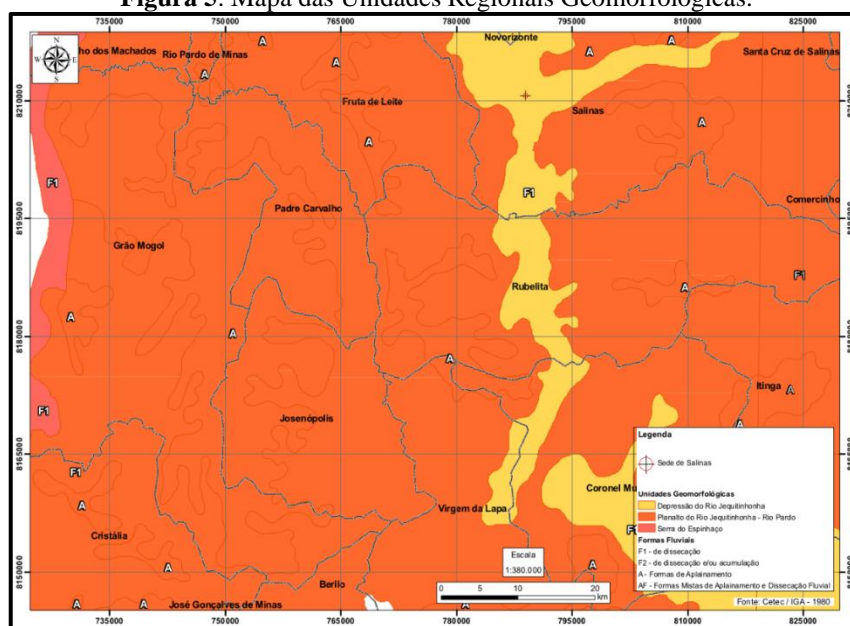 Figura 5: Mapa das Unidades Regionais Geomorfológicas.
735000 750000 765000 780000 795000 810000 825000
N
W E
S
ho dos Machados
Rio Pardo de Minas
A
A
A
Novorizonte
A
A
Santa Cruz de Salinas
8210000
Fruta de Leite
Salinas
8210000
A
A
F1
F1
Comercinho
8195000
Padre Carvalho
8195000
Grão Mogol
F1
Rubelita
A
A
A
8180000
A
8180000
Itinga
A
F1
Josenópolis
A
8165000
8165000
F1
A
Virgem da Lapa
Coronel Mu
F1
Cristália
A
A
8150000
Berilo
8150000
A
A
José Gonçalves de Minas
A
Escala
1:380.000
0 5 10 20
km
Legenda
Sede de Salinas
Unidades Geomorfológicas
Depressão do Rio Jequitinhonha
Planalto do Rio Jequitinhonha - Rio Pardo
Serra do Espinhaço
Formas Fluviais
F1 - de dissecação
F2 - de dissecação e/ou acumulação
A - Formas de Aplainamento
AF - Formas Mistas de Aplainamento e Dissecação Fluvial
Fonte: Cetec / IGA - 1980
735000 750000 765000 780000 795000 810000 825000